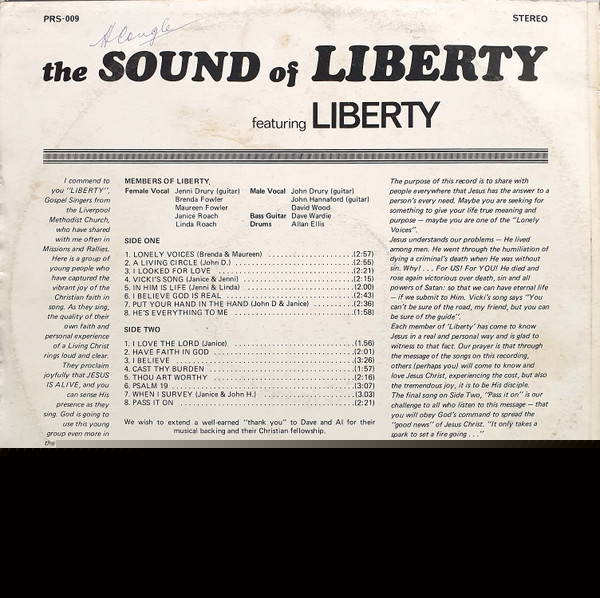 PRS-009
STEREO
the SOUND of LIBERTY
featuring LIBERTY
I commend to
you "LIBERTY",
Gospel Singers from
the Liverpool
Methodist Church,
who have shared
with me often in
Missions and Rallies.
Here is a group of
young people who
have captured the
vibrant joy of the
Christian faith in
song. As they sing,
the quality of their
own faith and
personal experience
of a Living Christ
rings loud and clear.
They proclaim
joyfully that JESUS
IS ALIVE, and you
can sense His
presence as they
sing. God is going to
use this young
group even more in
the
MEMBERS OF LIBERTY
Female Vocal Jenni Drury (guitar) Male Vocal John Drury (guitar)
Brenda Fowler John Hannaford (guitar)
Maureen Fowler David Wood
Janice Roach Bass Guitar Dave Wardie
Linda Roach Drums Allan Ellis
SIDE ONE
1. LONELY VOICES (Brenda & Maureen) (2:57)
2. A LIVING CIRCLE (John D.) (2:55)
3. I LOOKED FOR LOVE (2:21)
4. VICKI'S SONG (Janice & Jenni) (2:15)
5. IN HIM IS LIFE (Jenni & Linda) (2.00)
6. I BELIEVE GOD IS REAL (2:43)
7. PUT YOUR HAND IN THE HAND (John D & Janice) (2:36)
8. HE'S EVERYTHING TO ME (1:58)
SIDE TWO
1. I LOVE THE LORD (Janice) (1.56)
2. HAVE FAITH IN GOD (2:01)
3. I BELIEVE (3:26)
4. CAST THY BURDEN (1:57)
5. THOU ART WORTHY (2:16)
6. PSALM 19 (3:07)
7. WHEN I SURVEY (Janice & John H.) (3.03)
8. PASS IT ON (2:21)
We wish to extend a well-earned "thank you" to Dave and Al for their
musical backing and their Christian fellowship.
The purpose of this record is to share with
people everywhere that Jesus has the answer to a
person's every need. Maybe you are seeking for
something to give your life true meaning and
purpose — maybe you are one of the "Lonely
Voices".
Jesus understands our problems — He lived
among men. He went through the humiliation of
dying a criminal's death when He was without
sin. Why! . . . For US! For YOU! He died and
rose again victorious over death, sin and all
powers of Satan: so that we can have eternal life
— if we submit to Him. Vicki's song says "You
can't be sure of the road, my friend, but you can
be sure of the guide".
Each member of 'Liberty' has come to know
Jesus in a real and personal way and is glad to
witness to that fact. Our prayer is that through
the message of the songs on this recording,
others (perhaps you) will come to know and
love Jesus Christ, experiencing the cost, but also
the tremendous joy, it is to be His disciple.
The final song on Side Two, "Pass it on" is our
challenge to all who listen to this message — that
you will obey God's command to spread the
"good news" of Jesus Christ. "It only takes a
spark to set a fire going . . ."